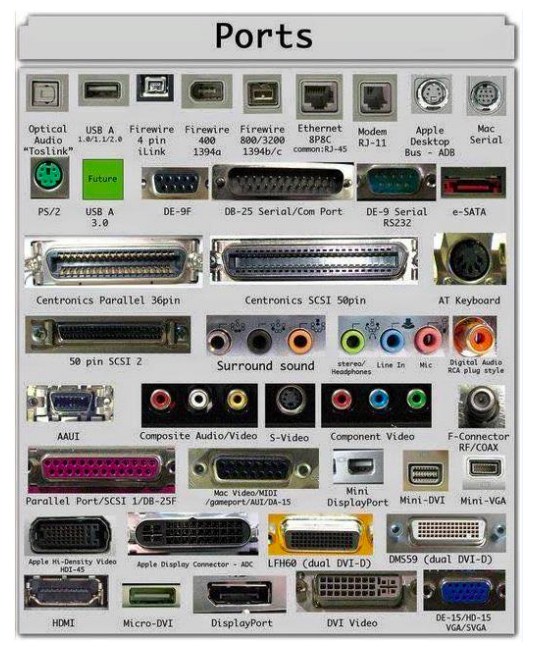 Ports
Optical Audio "Toslink"
USB A 1.0/1.1/2.0
Firewire 4 pin iLink
Firewire 400 1394a
Firewire 800/3200 1394b/c
Ethernet 8P8C common:RJ-45
Modem RJ-11
Apple Desktop Bus - ADB
Mac Serial
Future
PS/2
USB A 3.0
DE-9F
DB-25 Serial/Com Port
DE-9 Serial RS232
e-SATA
Centronics Parallel 36pin
Centronics SCSI 50pin
AT Keyboard
50 pin SCSI 2
Surround sound
stereo/ Headphones
Line In
Mic
Digital Audio RCA plug style
AAUI
Composite Audio/Video
S-Video
Component Video
F-Connector RF/COAX
Parallel Port/SCSI 1/DB-25F
Mac Video/MIDI /gameport/AUI/DA-15
Mini DisplayPort
Mini-DVI
Mini-VGA
Apple Hi-Density Video HDI-45
Apple Display Connector - ADC
LFH60 (dual DVI-D)
DMS59 (dual DVI-D)
HDMI
Micro-DVI
DisplayPort
DVI Video
DE-15/HD-15 VGA/SVGA